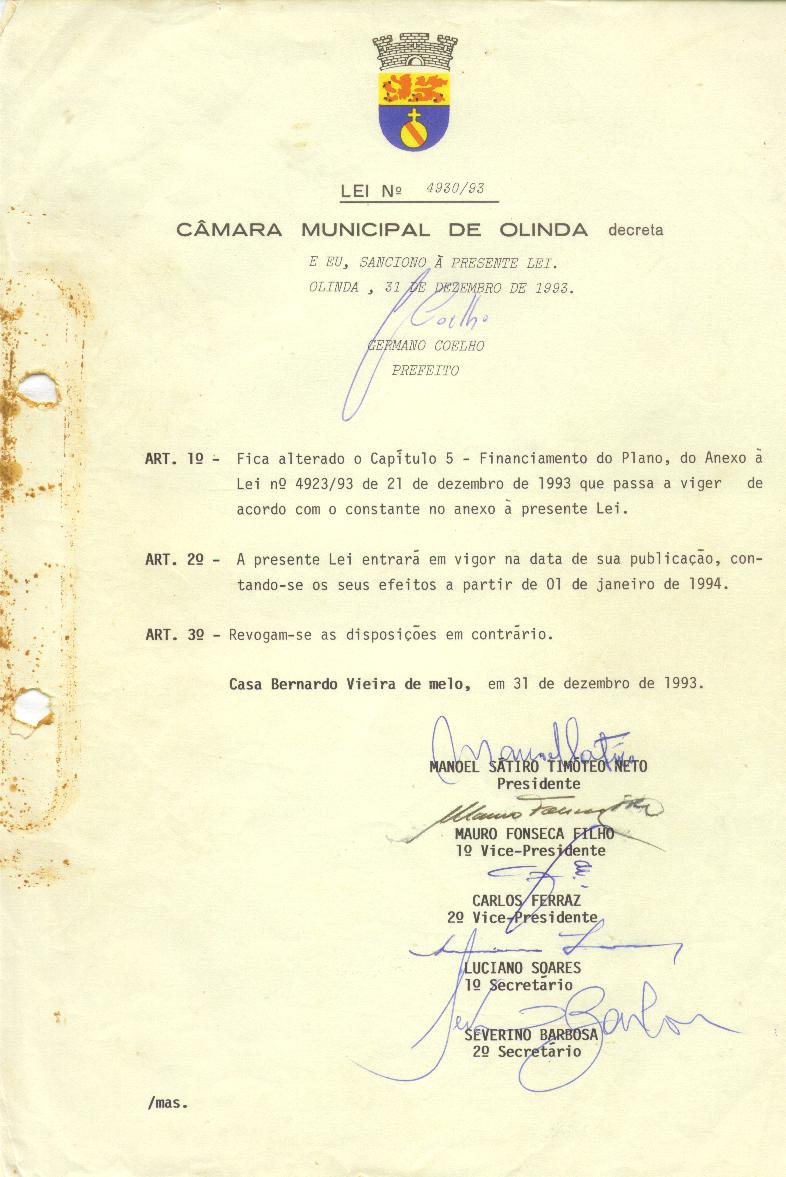 LEI Nº 4930/93
CÂMARA MUNICIPAL DE OLINDA decreta
E EU, SANCIONO À PRESENTE LEI.
OLINDA , 31 DE DEZEMBRO DE 1993.
Coelho
GERMANO COELHO
PREFEITO
ART. 1º - Fica alterado o Capítulo 5 - Financiamento do Plano, do Anexo à
Lei nº 4923/93 de 21 de dezembro de 1993 que passa a viger de
acordo com o constante no anexo à presente Lei.
ART. 2º - A presente Lei entrará em vigor na data de sua publicação, con-
tando-se os seus efeitos a partir de 01 de janeiro de 1994.
ART. 3º - Revogam-se as disposições em contrário.
Casa Bernardo Vieira de melo, em 31 de dezembro de 1993.
MANOEL SÁTIRO TIMÓTEO NETO
Presidente
Mauro Fonseca
MAURO FONSECA FILHO
1º Vice-Presidente
CARLOS FERRAZ
2º Vice-Presidente
LUCIANO SOARES
1º Secretário
SEVERINO BARBOSA
2º Secretário
/mas.